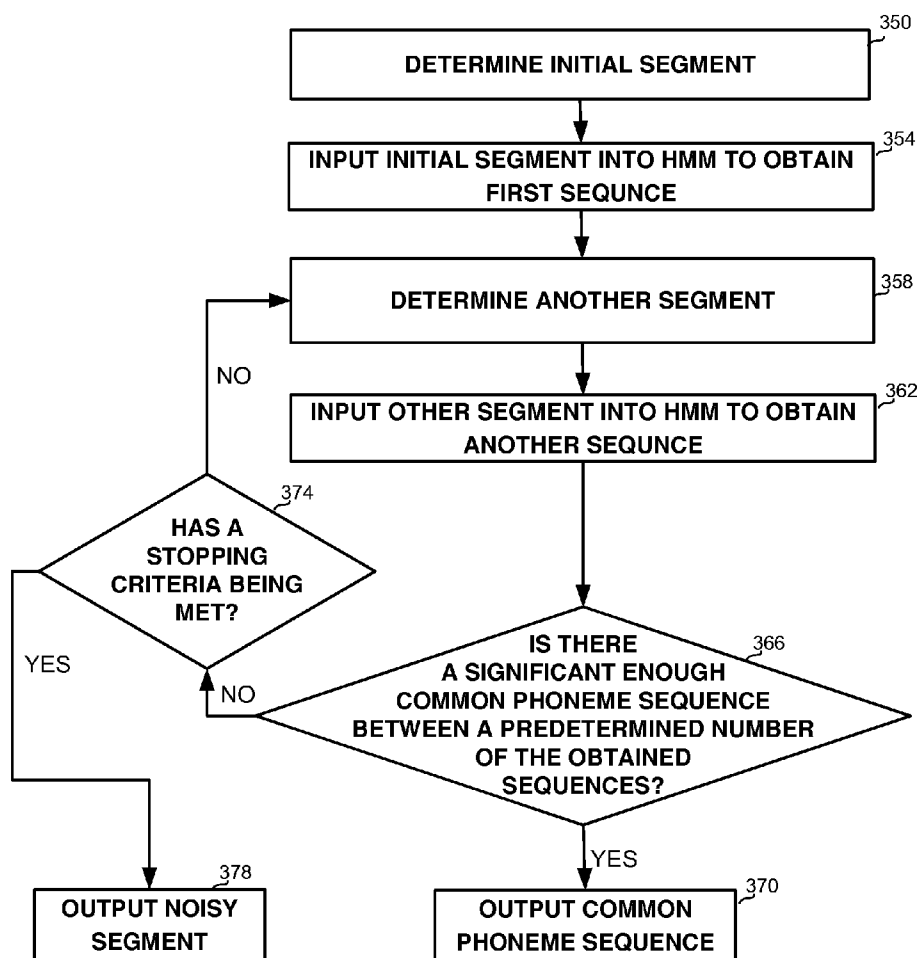 350
DETERMINE INITIAL SEGMENT
354
INPUT INITIAL SEGMENT INTO HMM TO OBTAIN
FIRST SEQUNCE
358
DETERMINE ANOTHER SEGMENT
362
INPUT OTHER SEGMENT INTO HMM TO OBTAIN
ANOTHER SEQUNCE
NO
374
HAS A
STOPPING
CRITERIA BEING
MET?
366
IS THERE
A SIGNIFICANT ENOUGH
COMMON PHONEME SEQUENCE
BETWEEN A PREDETERMINED NUMBER
OF THE OBTAINED
SEQUENCES?
YES
NO
YES
378
OUTPUT NOISY
SEGMENT
370
OUTPUT COMMON
PHONEME SEQUENCE